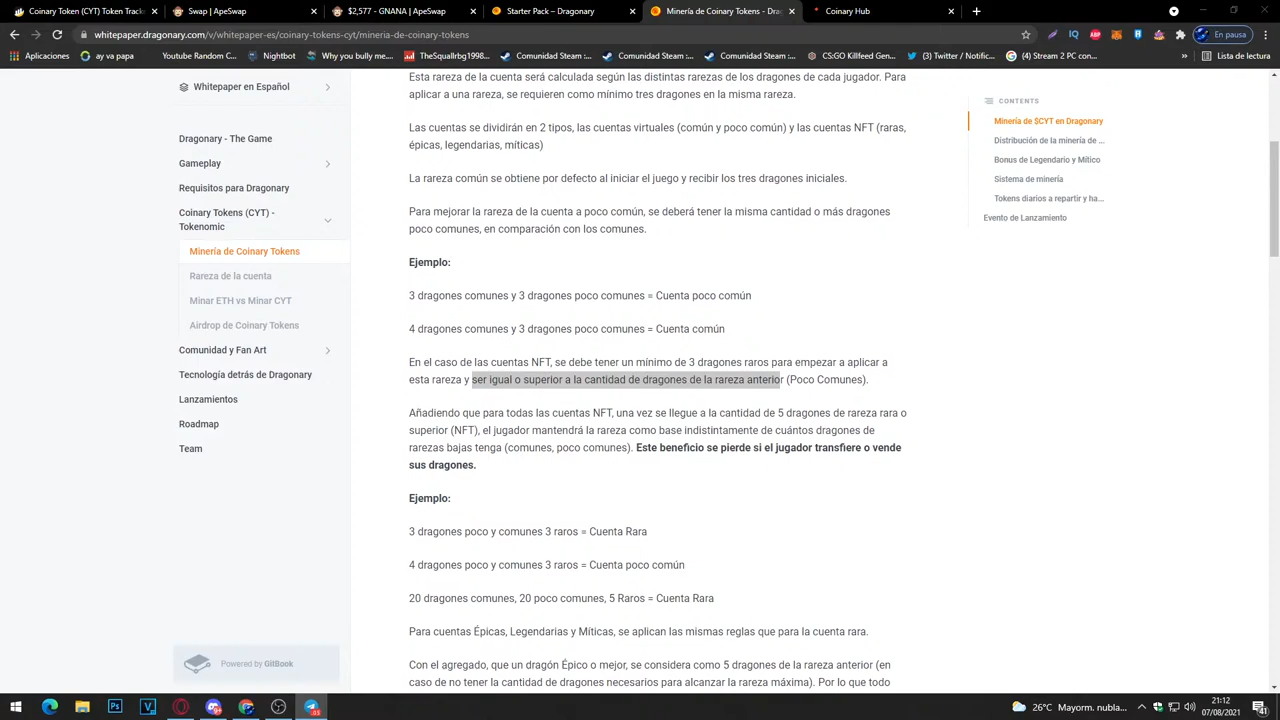 $CYT | Coinary Token Tracker
MetaMask
$2,577 - GNANA | ApeSwap
Star Pack – Dragonary
Minería de Coinary Tokens - Drag
Coinary Hub
whitepaper.dragonary.com/whitepaper-es/whitepaper-es/coinary-tokens-cyt/mineria-de-coinary-tokens
En pausa
Aplicaciones
ay va papa
Youtube Random C...
Nothing
Why you bully me....
TheSquallrg1998...
Comunidad Steam :...
Comunidad Steam :...
Comunidad Steam :...
CS:GO Killfeed Gen...
(3) Twitter / Notific...
(4) Stream 2 PC con...
»
Lista de lectura
Whitepaper en Español
Dragonary - The Game
Gameplay
Requisitos para Dragonary
Coinary Tokens (CYT) -
Tokenomic
Minería de Coinary Tokens
Rareza de la cuenta
Minar ETH vs Minar CYT
Airdrop de Coinary Tokens
Comunidad y Fan Art
Tecnología detrás de Dragonary
Lanzamientos
Roadmap
Team
Powered by GitBook
Esta rareza de la cuenta será calculada según las distintas rarezas de los dragones de cada jugador. Para
aplicar a una rareza, se requieren como mínimo tres dragones en la misma rareza.
Las cuentas se dividirán en 2 tipos, las cuentas virtuales (común y poco común) y las cuentas NFT (raras,
épicas, legendarias, míticas)
La rareza común se obtiene por defecto al iniciar el juego y recibir los tres dragones iniciales.
Para mejorar la rareza de la cuenta a poco común, se deberá tener la misma cantidad o más dragones
poco comunes, en comparación con los comunes.
Ejemplo:
3 dragones comunes y 3 dragones poco comunes = Cuenta poco común
4 dragones comunes y 3 dragones poco comunes = Cuenta común
En el caso de las cuentas NFT, se debe tener un mínimo de 3 dragones raros para empezar a aplicar a
esta rareza y ser igual o superior a la cantidad de dragones de la rareza anterior (Poco Comunes).
Añadiendo que para todas las cuentas NFT, una vez se llegue a la cantidad de 5 dragones de rareza rara o
superior (NFT), el jugador mantendrá la rareza como base indistintamente de cuántos dragones de
rarezas bajas tenga (comunes, poco comunes). Este beneficio se pierde si el jugador transfiere o vende
sus dragones.
Ejemplo:
3 dragones poco y comunes 3 raros = Cuenta Rara
4 dragones poco y comunes 3 raros = Cuenta poco común
20 dragones comunes, 20 poco comunes, 5 Raros = Cuenta Rara
Para cuentas Épicas, Legendarias y Míticas, se aplican las mismas reglas que para la cuenta rara.
Con el agregado, que un dragón Épico o mejor, se considera como 5 dragones de la rareza anterior (en
caso de no tener la cantidad de dragones necesarios para alcanzar la rareza máxima). Por lo que todo
CONTENTS
Minería de $CYT en Dragonary
Distribución de la minería de ...
Bonus de Legendario y Mítico
Sistema de minería
Tokens diarios a repartir y ha...
Evento de Lanzamiento
26°C Mayorm. nubla...
21:12
07/08/2021